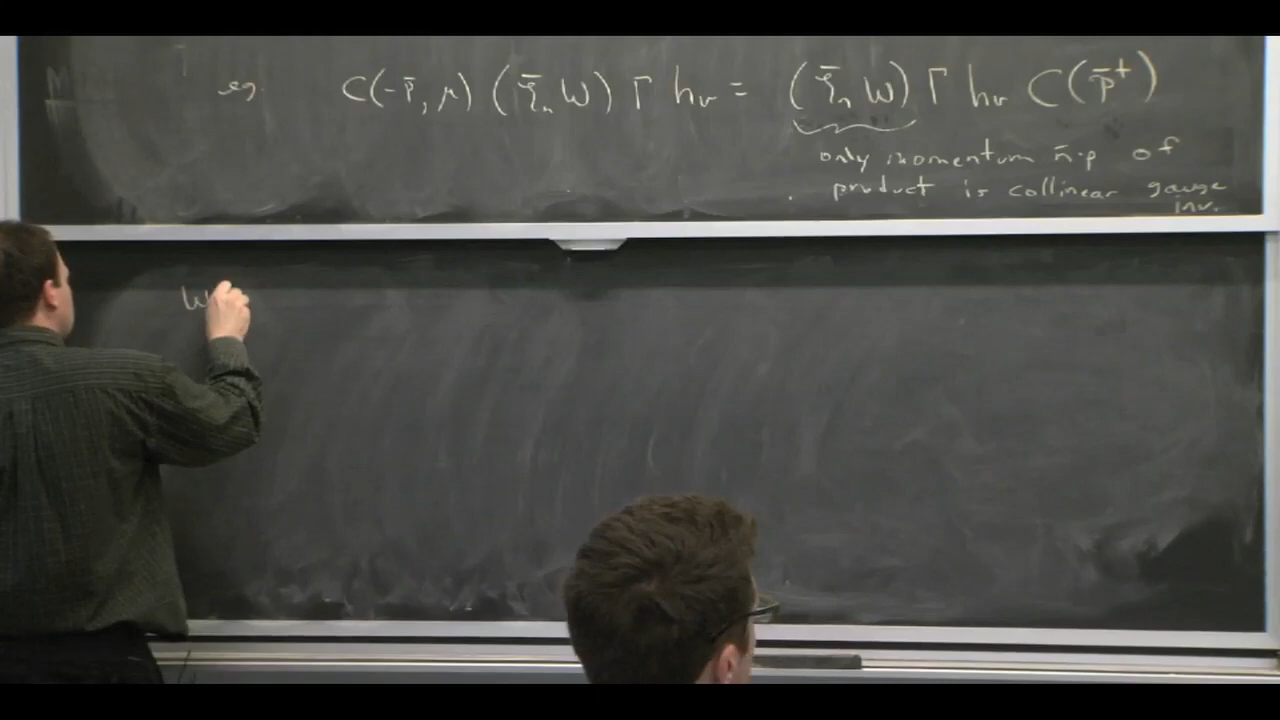 eg. C(-p̄, μ) (ξ̄ₙ W) Γ hᵥ = (ξ̄ₙ W) Γ hᵥ C(p̄⁺)
only momentum n̄·p of
product is collinear gauge
inv.
W